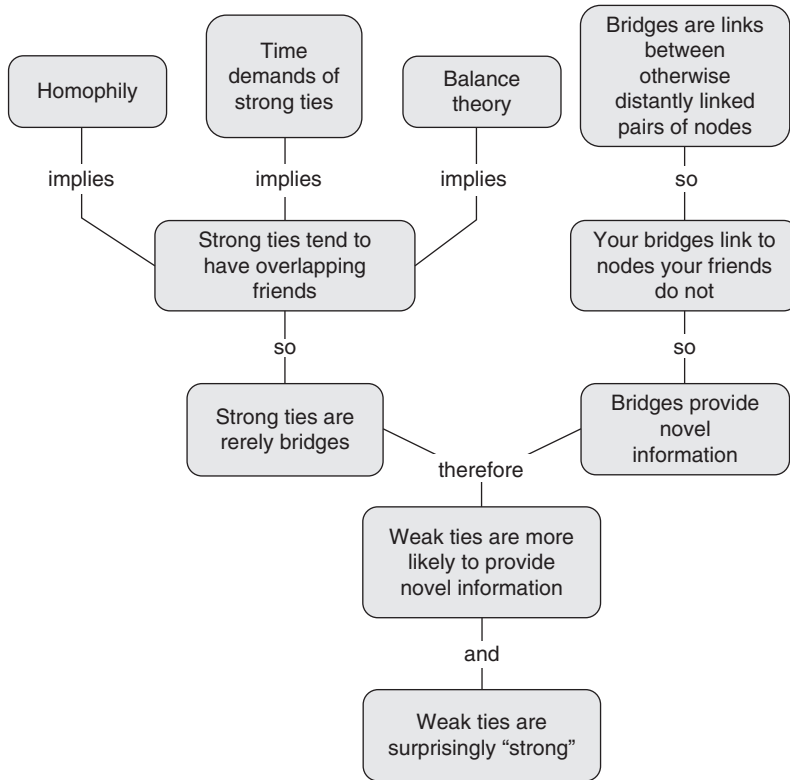 Homophily
Time
demands of
strong ties
Balance
theory
Bridges are links
between
otherwise
distantly linked
pairs of nodes
implies
implies
implies
so
Strong ties tend to
have overlapping
friends
Your bridges link to
nodes your friends
do not
so
so
Strong ties are
rerely bridges
Bridges provide
novel
information
therefore
Weak ties are more
likely to provide
novel information
and
Weak ties are
surprisingly “strong”